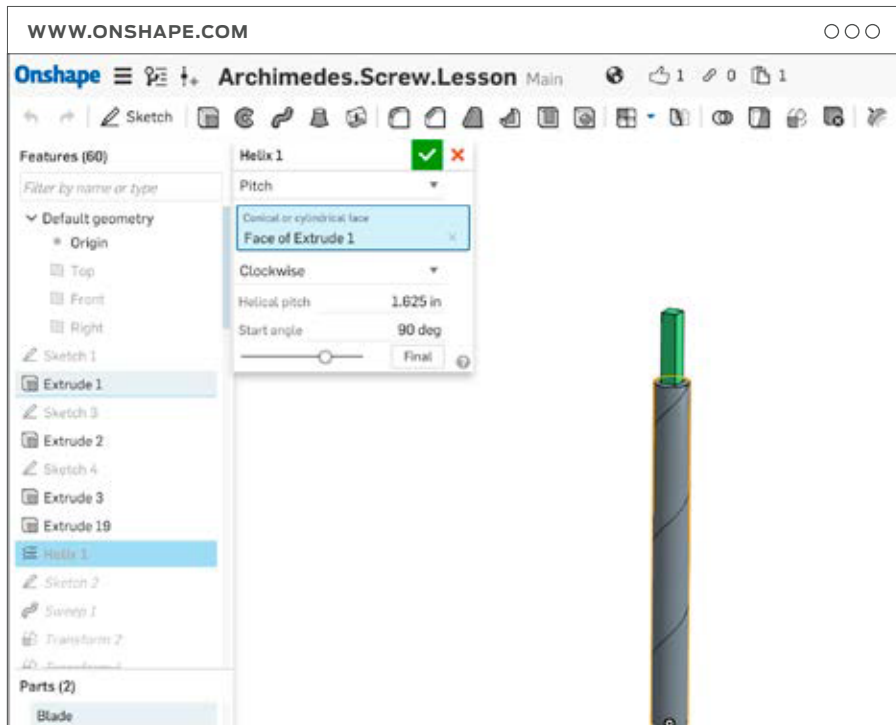 WWW.ONSHAPE.COM
Onshape Archimedes.Screw.Lesson Main 1 0 1
Sketch
Features (60)
Filter by name or type
Default geometry
Origin
Top
Front
Right
Sketch 1
Extrude 1
Sketch 3
Extrude 2
Sketch 4
Extrude 3
Extrude 19
Helix 1
Sketch 2
Sweep 1
Transform 2
Parts (2)
Blade
Helix 1
Pitch
Conical or cylindrical face
Face of Extrude 1
Clockwise
Helical pitch 1.625 in
Start angle 90 deg
Final